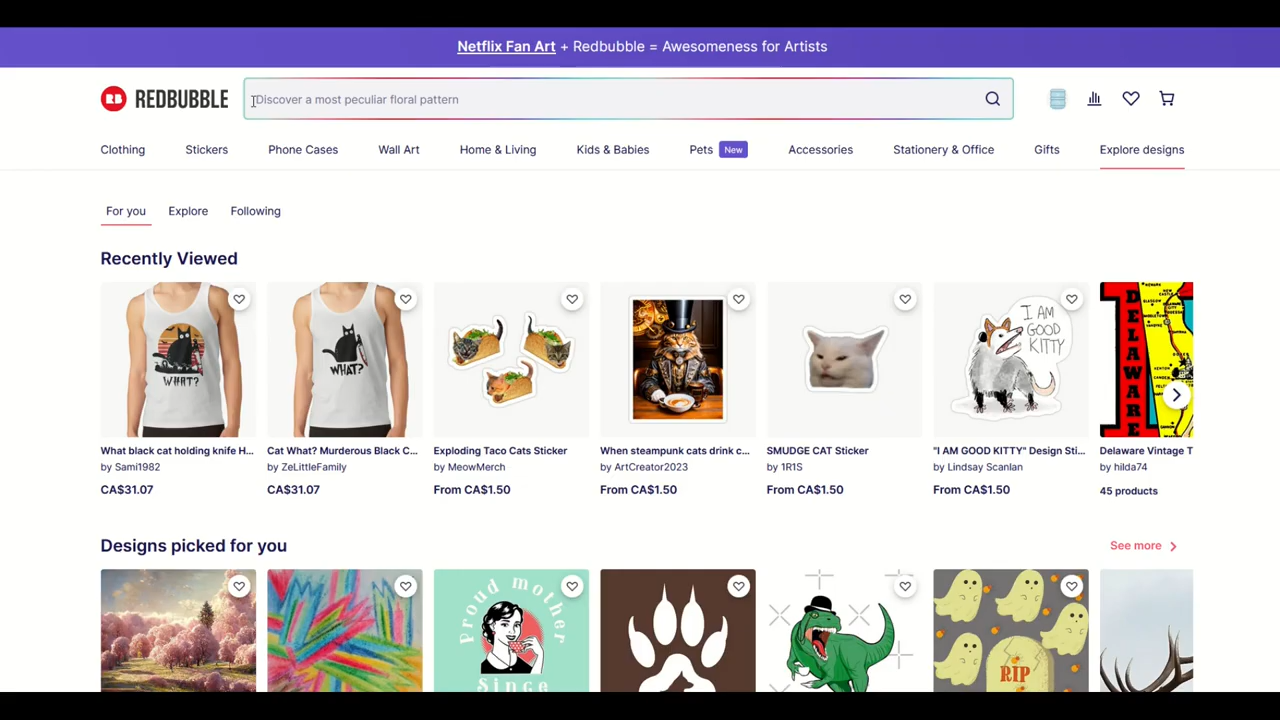 Netflix Fan Art + Redbubble = Awesomeness for Artists
RB REDBUBBLE
Discover a most peculiar floral pattern
Clothing Stickers Phone Cases Wall Art Home & Living Kids & Babies Pets New Accessories Stationery & Office Gifts Explore designs
For you Explore Following
Recently Viewed
WHAT?
WHAT?
I AM
GOOD
KITTY
DELAWARE
What black cat holding knife H...
by Sami1982
CA$31.07
Cat What? Murderous Black C...
by ZeLittleFamily
CA$31.07
Exploding Taco Cats Sticker
by MeowMerch
From CA$1.50
When steampunk cats drink c...
by ArtCreator2023
From CA$1.50
SMUDGE CAT Sticker
by 1R1S
From CA$1.50
"I AM GOOD KITTY" Design Sti...
by Lindsay Scanlan
From CA$1.50
Delaware Vintage T
by hilda74
45 products
Designs picked for you
See more
Proud mother
Since
RIP